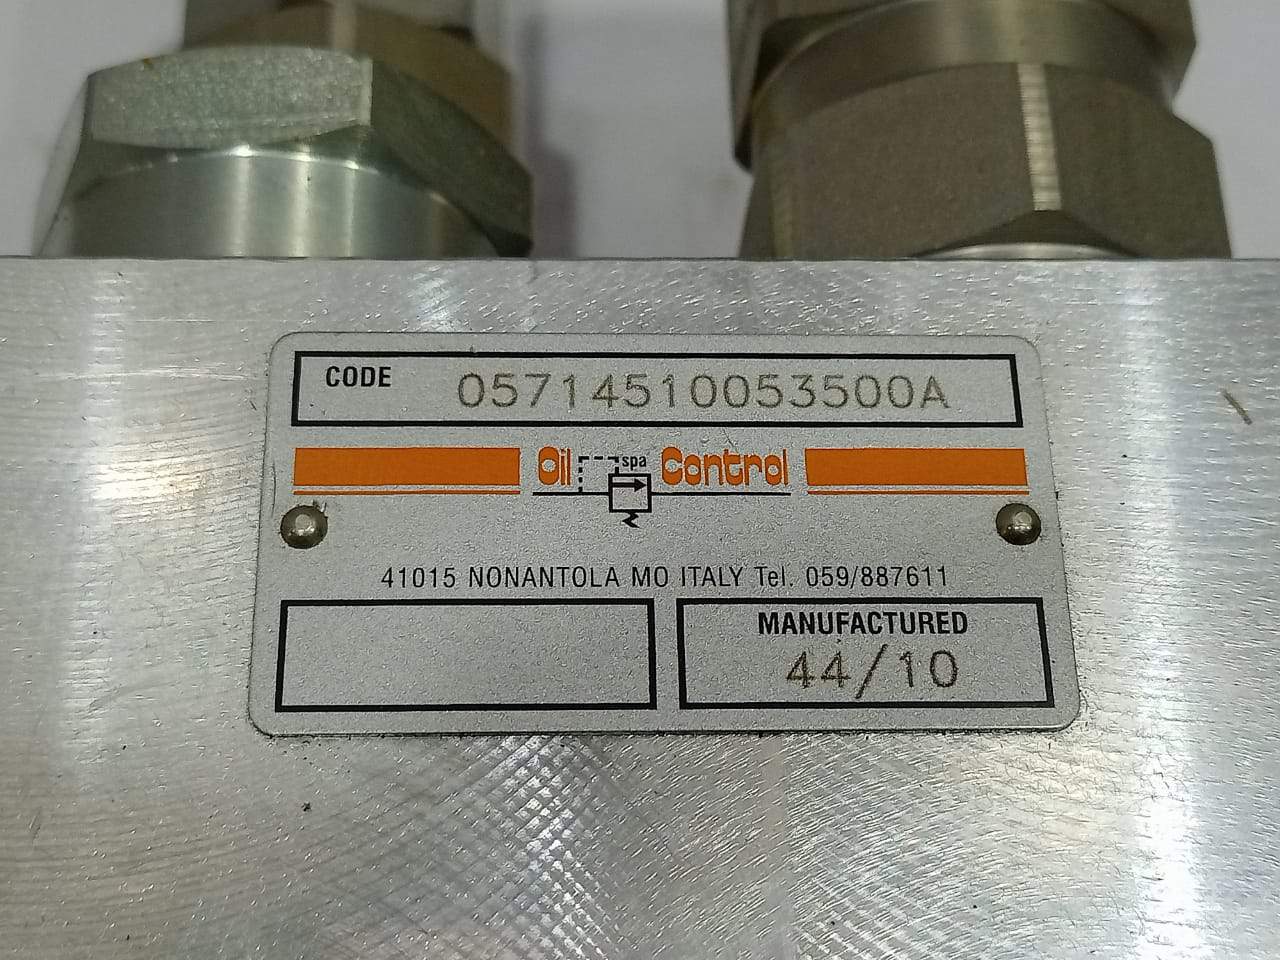 CODE 05714510053500A
Oil spa Control
41015 NONANTOLA MO ITALY Tel. 059/887611
MANUFACTURED
44/10